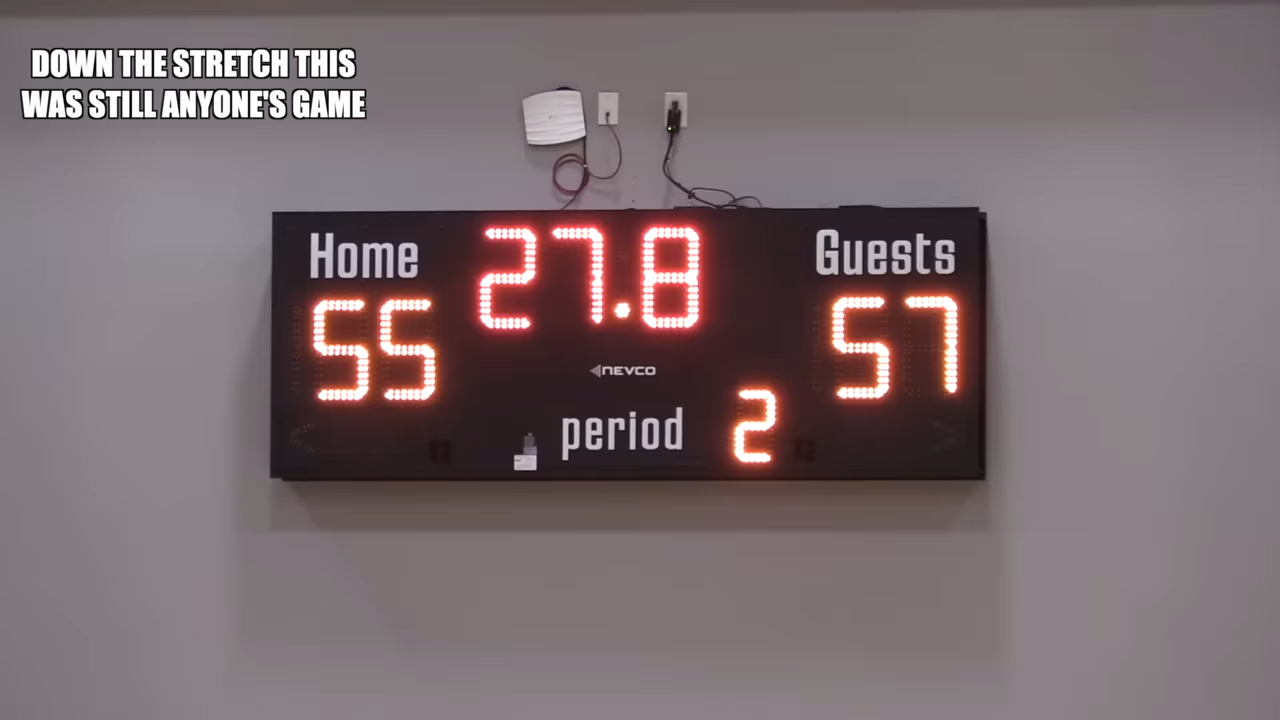 DOWN THE STRETCH THIS
WAS STILL ANYONE'S GAME
Home
27.8
Guests
55
57
NEVCO
period
2